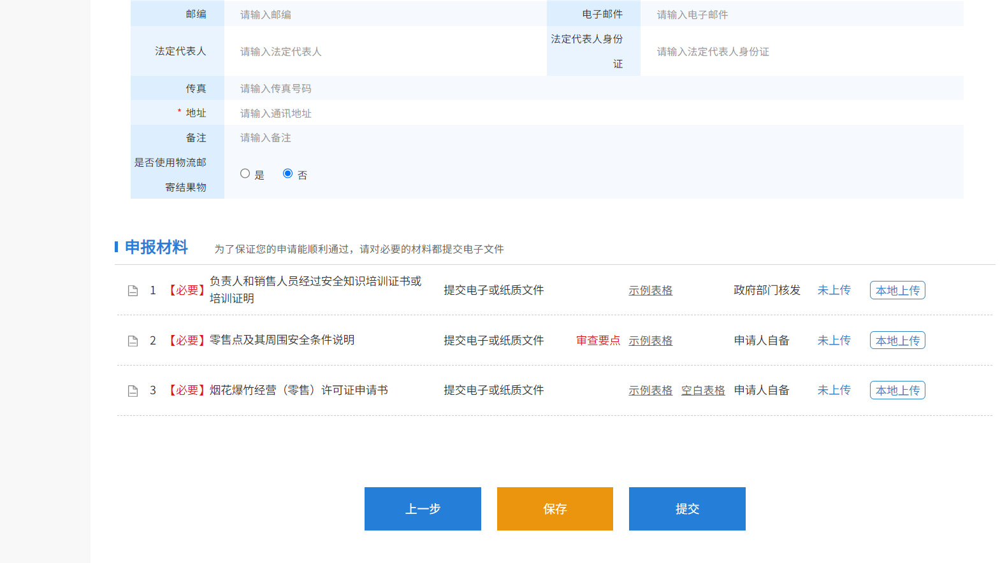 邮编 请输入邮编 电子邮件 请输入电子邮件
法定代表人 请输入法定代表人 法定代表人身份
证 请输入法定代表人身份证
传真 请输入传真号码
* 地址 请输入通讯地址
备注 请输入备注
是否使用物流邮
寄结果物 是 否
申报材料 为了保证您的申请能顺利通过，请对必要的材料都提交电子文件
1 【必要】 负责人和销售人员经过安全知识培训证书或
培训证明 提交电子或纸质文件 示例表格 政府部门核发 未上传 本地上传
2 【必要】 零售点及其周围安全条件说明 提交电子或纸质文件 审查要点 示例表格 申请人自备 未上传 本地上传
3 【必要】 烟花爆竹经营（零售）许可证申请书 提交电子或纸质文件 示例表格 空白表格 申请人自备 未上传 本地上传
上一步 保存 提交